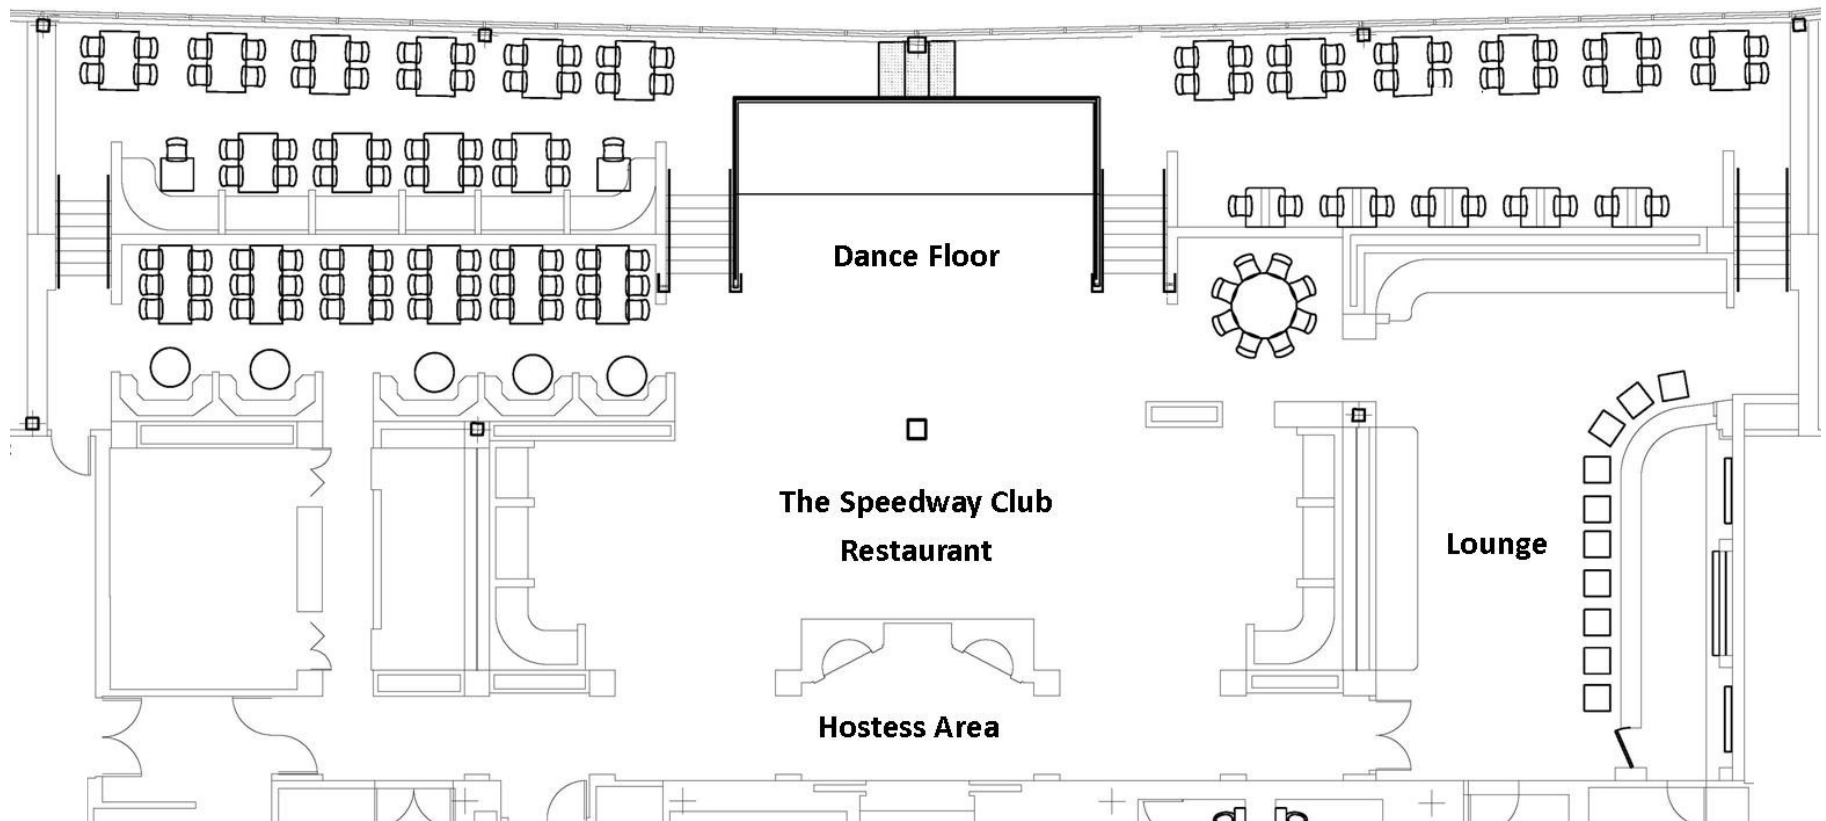 Dance Floor
The Speedway Club
Restaurant
Lounge
Hostess Area